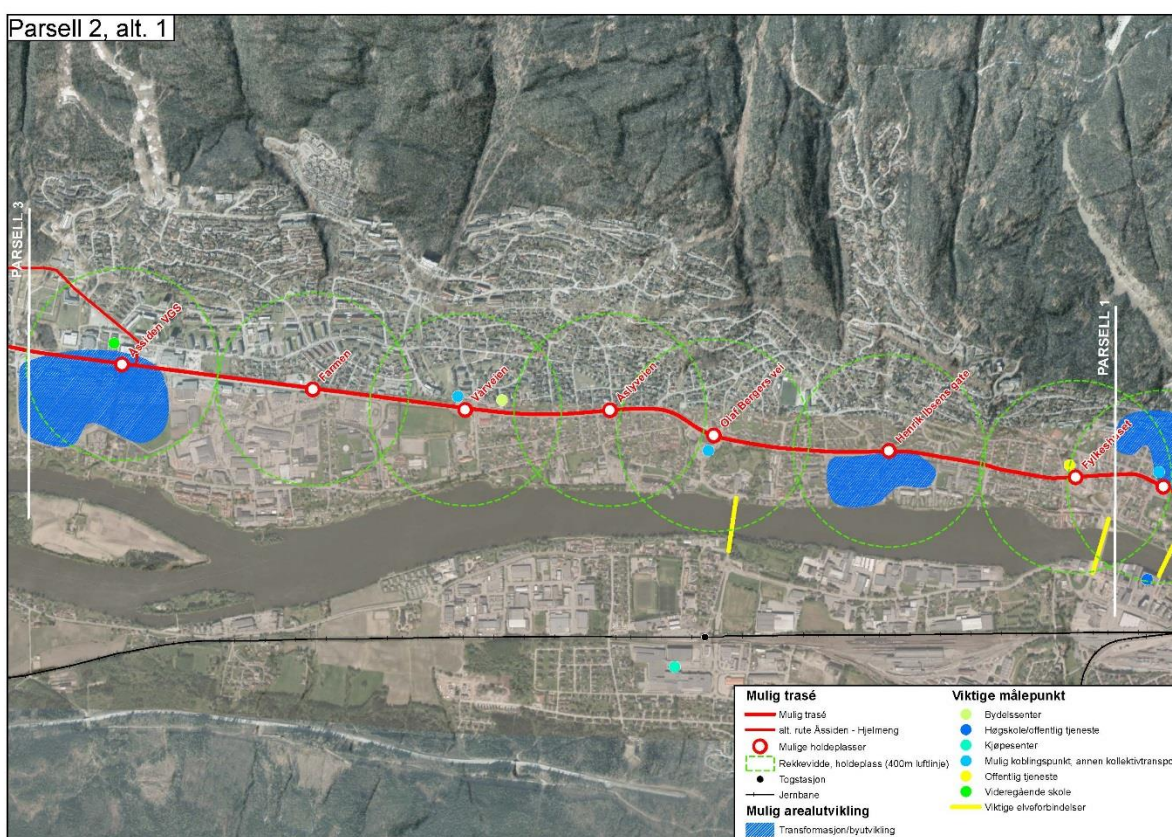 Parsell 2, alt. 1
PARSELL 3
PARSELL 1
Åssiden VGS
Farmen
Vårveien
Åslyveien
Olaf Bergers vei
Henrik Ibsens gate
Fylkeshuset
Mulig trasé
Mulig trasé
alt. rute Åssiden - Hjelmeng
Mulige holdeplasser
Rekkevidde, holdeplass (400m luftlinje)
Togstasjon
Jernbane
Mulig arealutvikling
Transformasjon/byutvikling
Viktige målepunkt
Bydelssenter
Høgskole/offentlig tjeneste
Kjøpesenter
Mulig koblingspunkt, annen kollektivtranspo
Offentlig tjeneste
Videregående skole
Viktige elveforbindelser